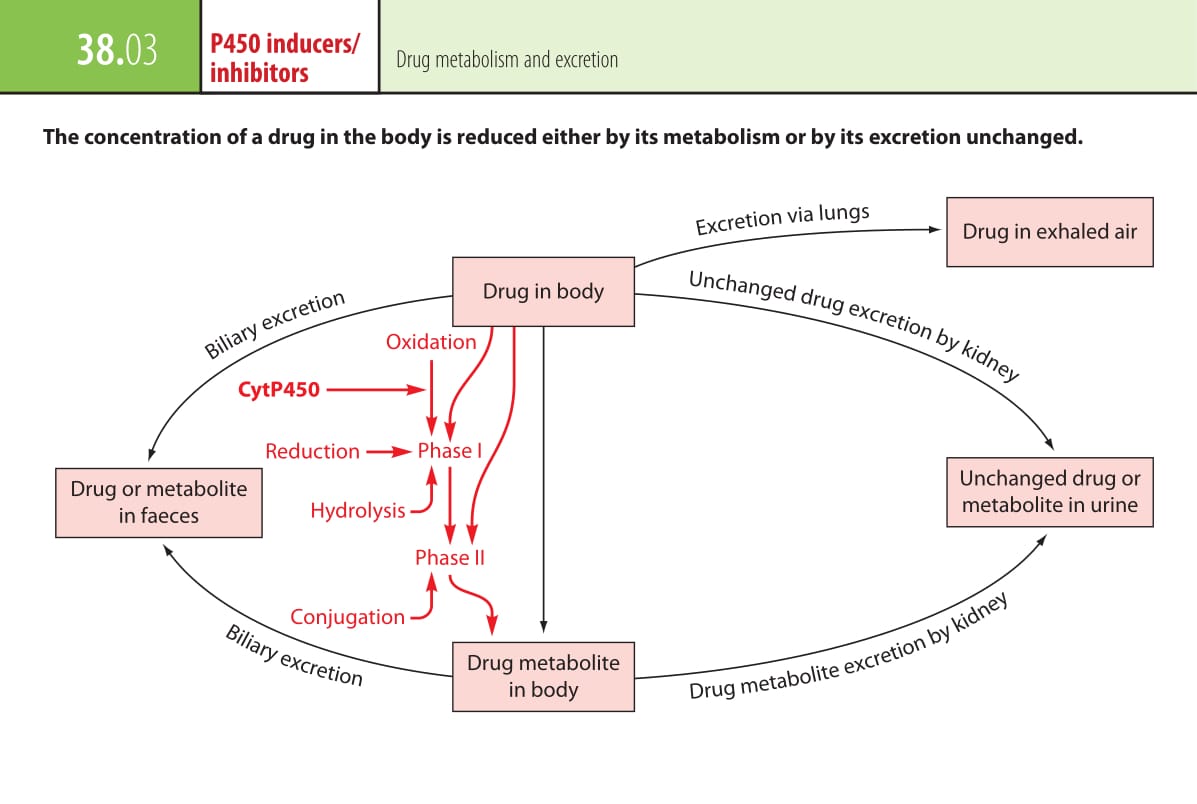 38.03
P450 inducers/
inhibitors
Drug metabolism and excretion
The concentration of a drug in the body is reduced either by its metabolism or by its excretion unchanged.
Excretion via lungs
Drug in exhaled air
Drug in body
Unchanged drug excretion by kidney
Biliary excretion
Oxidation
CytP450
Reduction
Phase I
Drug or metabolite
in faeces
Unchanged drug or
metabolite in urine
Hydrolysis
Phase II
Conjugation
Biliary excretion
Drug metabolite
in body
Drug metabolite excretion by kidney